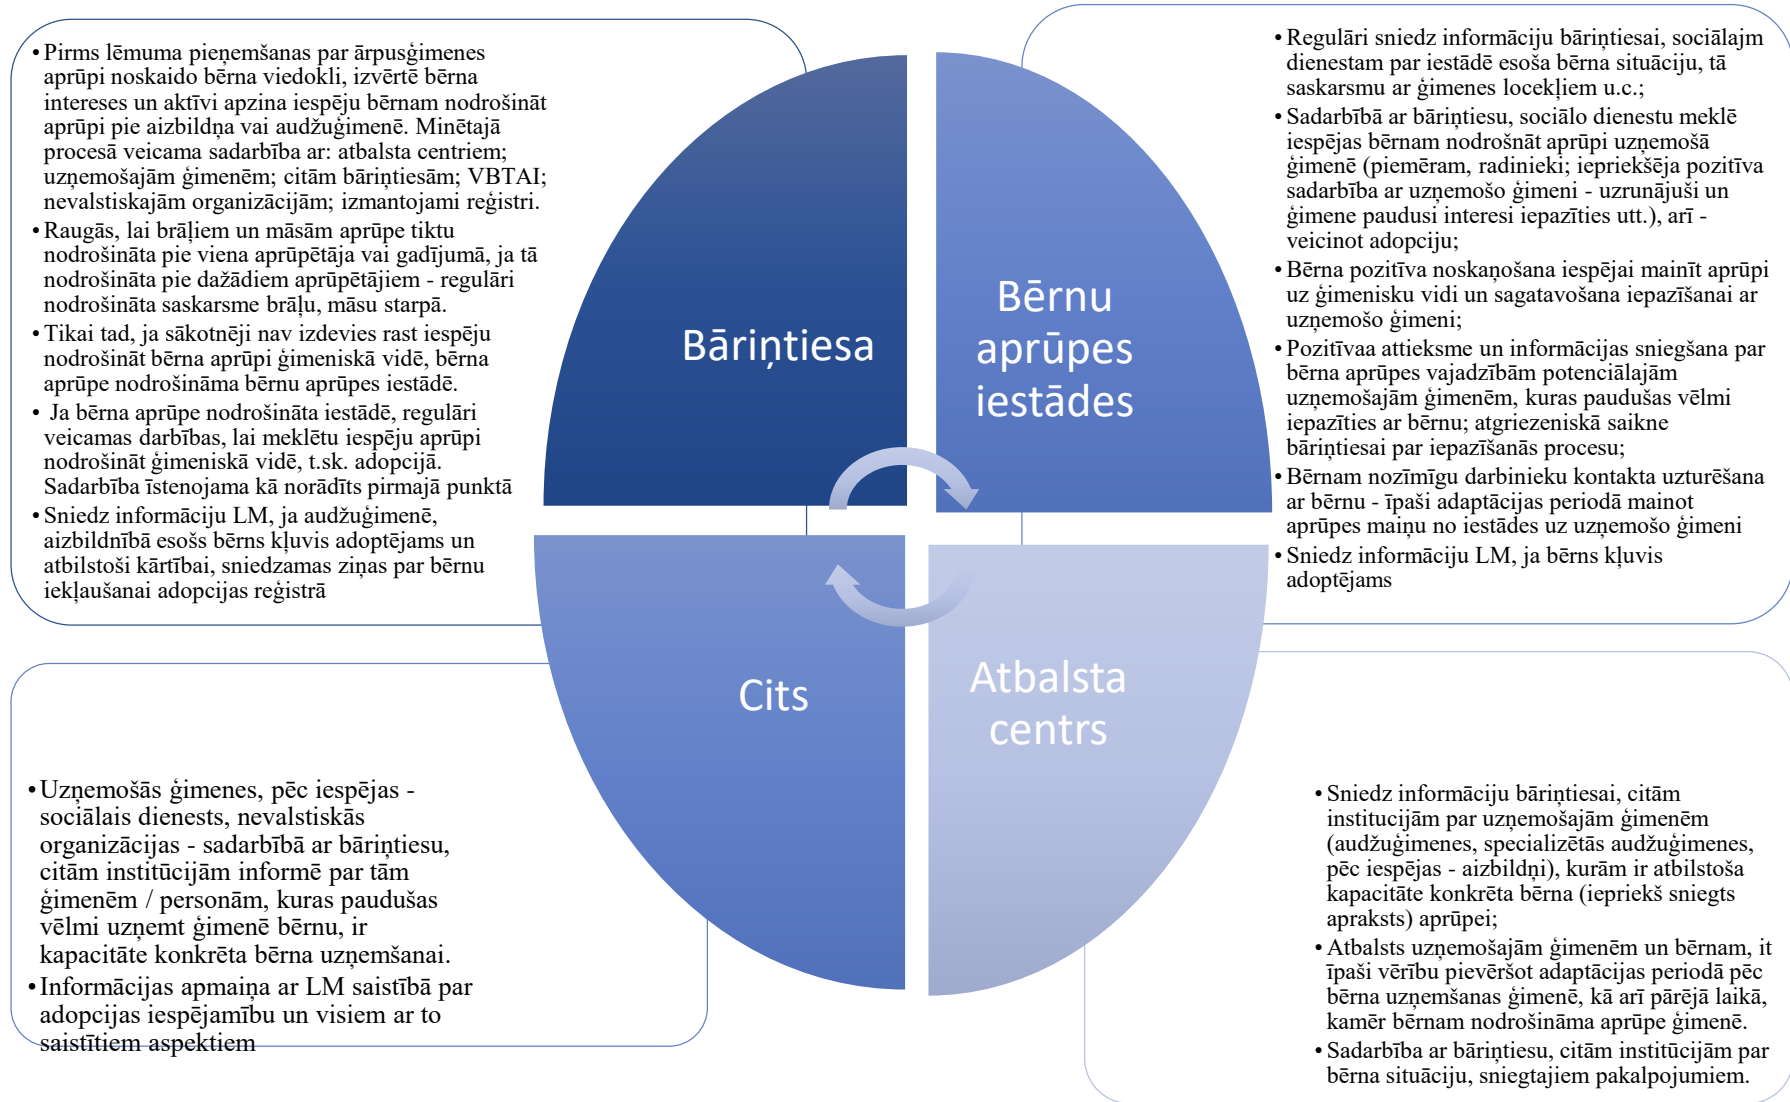 • Pirms lēmuma pieņemšanas par ārpusģimenes
aprūpi noskaido bērna viedokli, izvērtē bērna
intereses un aktīvi apzina iespēju bērnam nodrošināt
aprūpi pie aizbildņa vai audžuģimenē. Minētajā
procesā veicama sadarbība ar: atbalsta centriem;
uzņemošajām ģimenēm; citām bāriņtiesām; VBTAI;
nevalstiskajām organizācijām; izmantojami reģistri.
• Raugās, lai brāļiem un māsām aprūpe tiktu
nodrošināta pie viena aprūpētāja vai gadījumā, ja tā
nodrošināta pie dažādiem aprūpētājiem - regulāri
nodrošināta saskarsme brāļu, māsu starpā.
• Tikai tad, ja sākotnēji nav izdevies rast iespēju
nodrošināt bērna aprūpi ģimeniskā vidē, bērna
aprūpe nodrošināma bērnu aprūpes iestādē.
• Ja bērna aprūpe nodrošināta iestādē, regulāri
veicamas darbības, lai meklētu iespēju aprūpi
nodrošināt ģimeniskā vidē, t.sk. adopcijā.
Sadarbība īstenojama kā norādīts pirmajā punktā
• Sniedz informāciju LM, ja audžuģimenē,
aizbildnībā esošs bērns kļuvis adoptējams un
atbilstoši kārtībai, sniedzamas ziņas par bērnu
iekļaušanai adopcijas reģistrā
Bāriņtiesa
Bērnu
aprūpes
iestādes
• Regulāri sniedz informāciju bāriņtiesai, sociālajm
dienestam par iestādē esoša bērna situāciju, tā
saskarsmu ar ģimenes locekļiem u.c.;
• Sadarbībā ar bāriņtiesu, sociālo dienestu meklē
iespējas bērnam nodrošnāt aprūpi uzņemošā
ģimenē (piemēram, radinieki; iepriekšēja pozitīva
sadarbība ar uzņemošo ģimeni - uzrunājuši un
ģimene paudusi interesi iepazīties utt.), arī -
veicinot adopciju;
• Bērna pozitīva noskaņošana iespējai mainīt aprūpi
uz ģimenisku vidi un sagatavošana iepazīšanai ar
uzņemošo ģimeni;
• Pozitīvaa attieksme un informācijas sniegšana par
bērna aprūpes vajadzībām potenciālajām
uzņemošajām ģimenēm, kuras paudušas vēlmi
iepazīties ar bērnu; atgriezeniskā saikne
bāriņtiesai par iepazīšanās procesu;
• Bērnam nozīmīgu darbinieku kontakta uzturēšana
ar bērnu - īpaši adaptācijas periodā mainot
aprūpes maiņu no iestādes uz uzņemošo ģimeni
• Sniedz informāciju LM, ja bērns kļuvis
adoptējams
• Uzņemošās ģimenes, pēc iespējas -
sociālais dienests, nevalstiskās
organizācijas - sadarbībā ar bāriņtiesu,
citām institūcijām informē par tām
ģimenēm / personām, kuras paudušas
vēlmi uzņemt ģimenē bērnu, ir
kapacitāte konkrēta bērna uzņemšanai.
• Informācijas apmaiņa ar LM saistībā par
adopcijas iespējamību un visiem ar to
saistītiem aspektiem
Cits
Atbalsta
centrs
• Sniedz informāciju bāriņtiesai, citām
institucijām par uzņemošajām ģimenēm
(audžuģimenes, specializētās audžuģimenes,
pēc iespējas - aizbildņi), kurām ir atbilstoša
kapacitāte konkrēta bērna (iepriekš sniegts
apraksts) aprūpei;
• Atbalsts uzņemošajām ģimenēm un bērnam, it
īpaši vērību pievēršot adaptācijas periodā pēc
bērna uzņemšanas ģimenē, kā arī pārējā laikā,
kamēr bērnam nodrošināma aprūpe ģimenē.
• Sadarbība ar bāriņtiesu, citām institūcijām par
bērna situāciju, sniegtajiem pakalpojumiem.